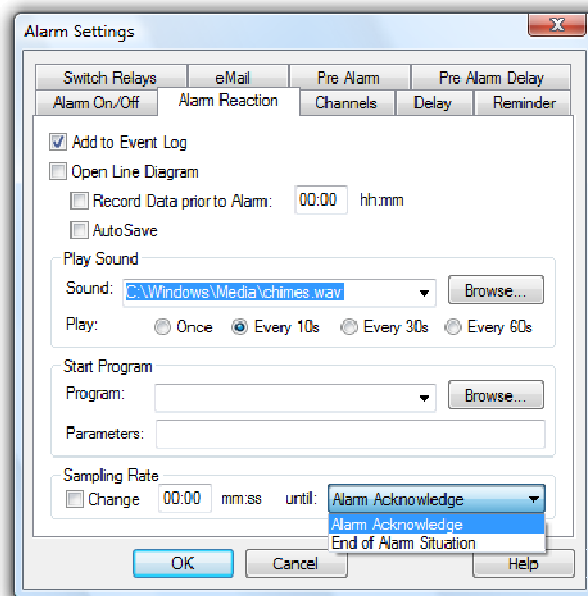 Alarm Settings
Switch Relays eMail Pre Alarm Pre Alarm Delay
Alarm On/Off Alarm Reaction Channels Delay Reminder
Add to Event Log
Open Line Diagram
Record Data prior to Alarm: 00:00 hh:mm
AutoSave
Play Sound
Sound: C:\Windows\Media\chimes.wav Browse...
Play: Once Every 10s Every 30s Every 60s
Start Program
Program: Browse...
Parameters:
Sampling Rate
Change 00:00 mm:ss until: Alarm Acknowledge
Alarm Acknowledge
End of Alarm Situation
OK Cancel Help